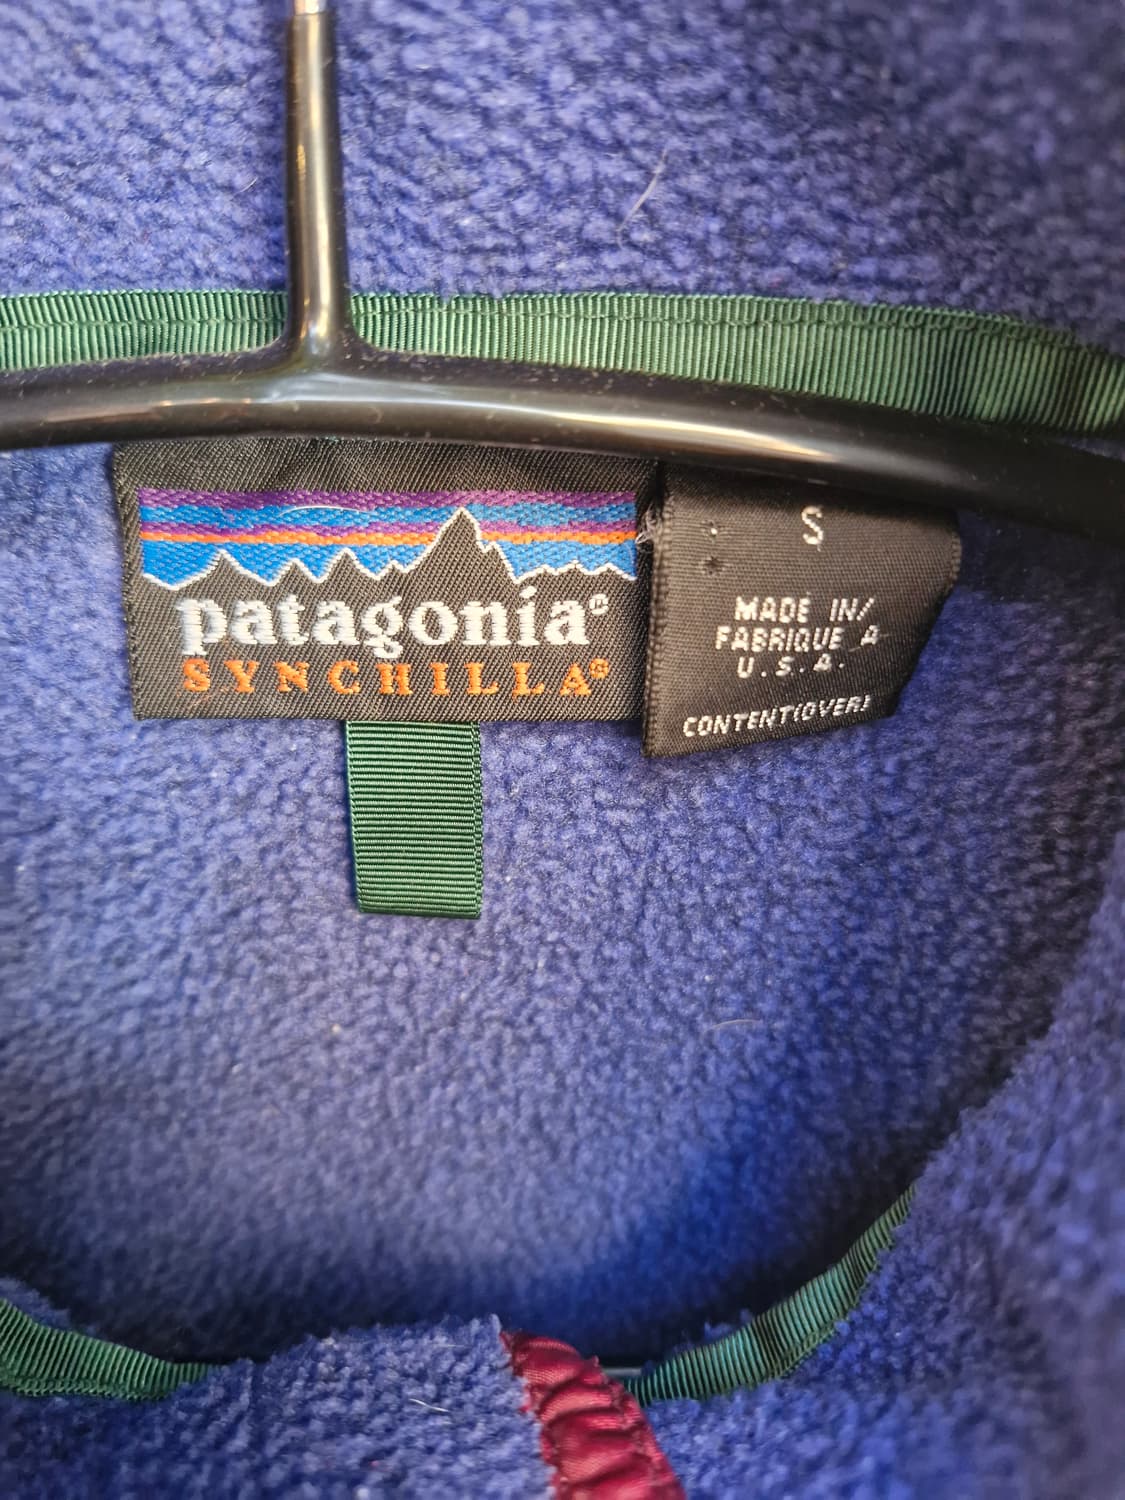 patagonia®
SYNCHILLA®
S
MADE IN/
FABRIQUE A
U.S.A.
CONTENT(OVER)